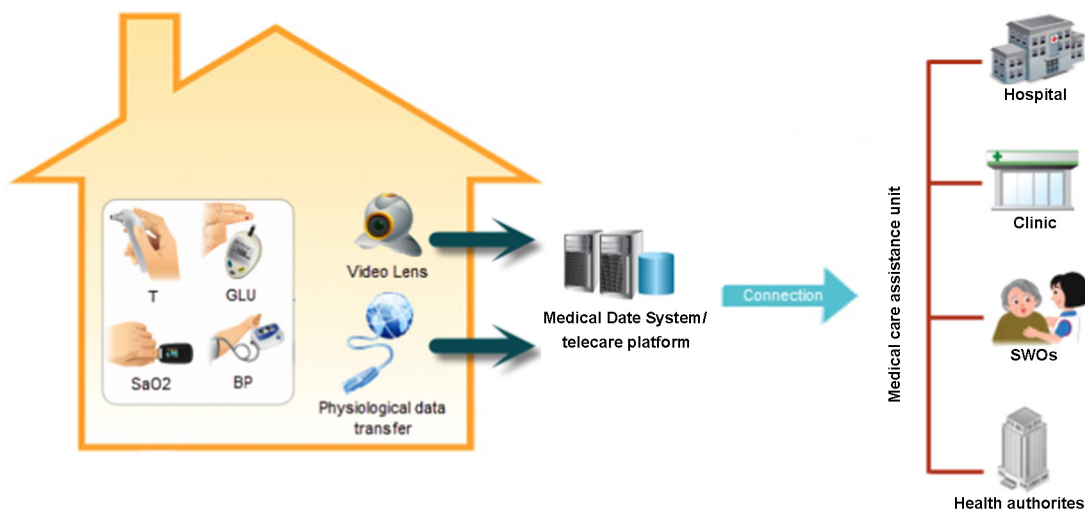 T
GLU
SaO2
BP
Video Lens
Physiological data
transfer
Medical Date System/
telecare platform
Connection
Medical care assistance unit
Hospital
Clinic
SWOs
Health authorites